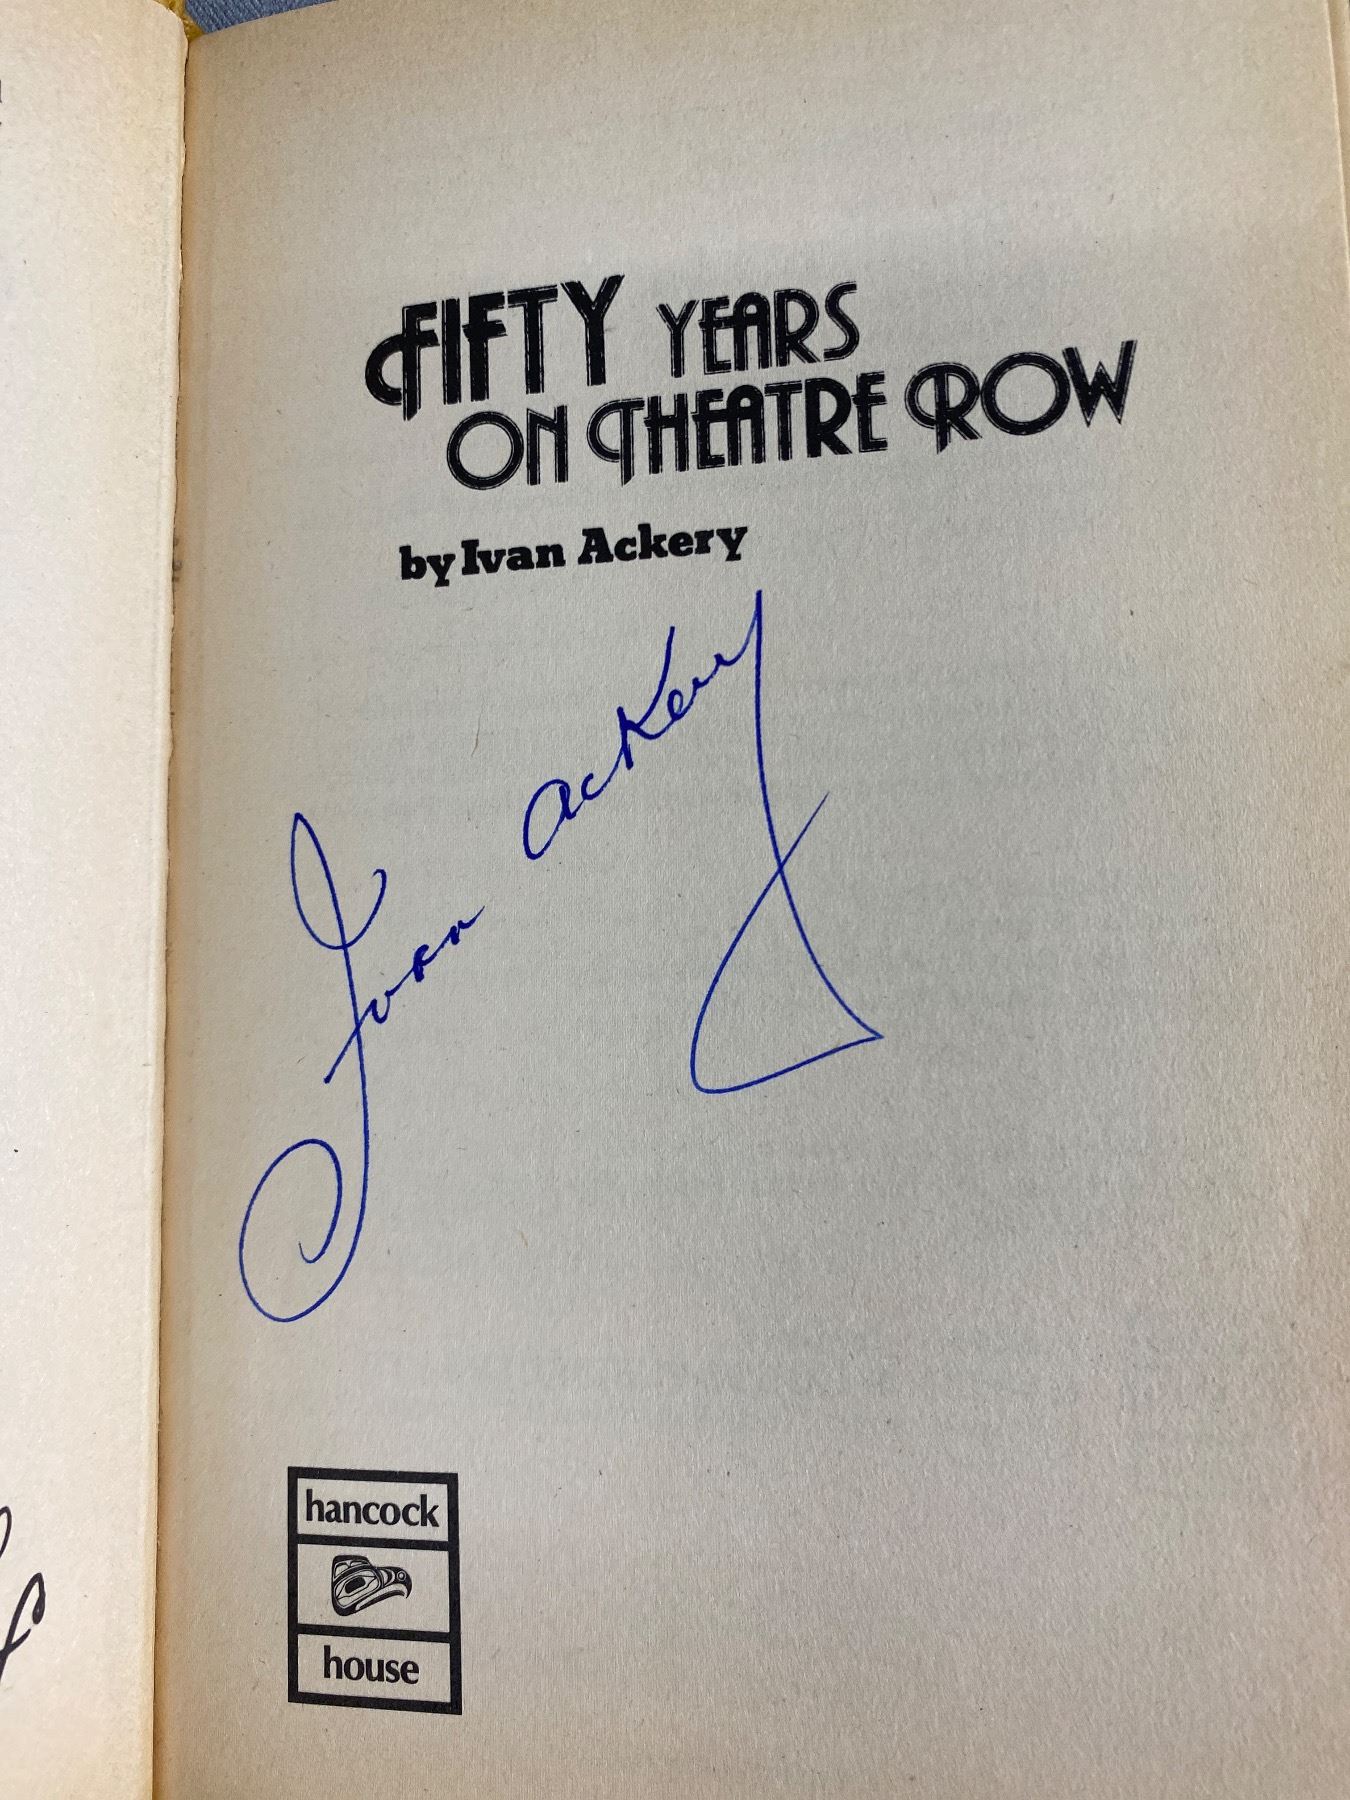 FIFTY YEARS
ON THEATRE ROW
by Ivan Ackery
Ivan Ackery
hancock
house